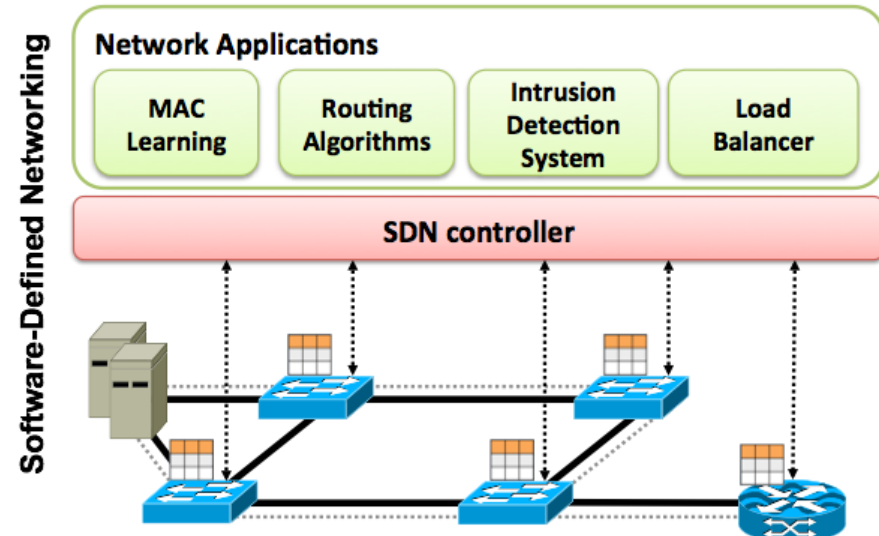 Software-Defined Networking
Network Applications
MAC
Learning
Routing
Algorithms
Intrusion
Detection
System
Load
Balancer
SDN controller